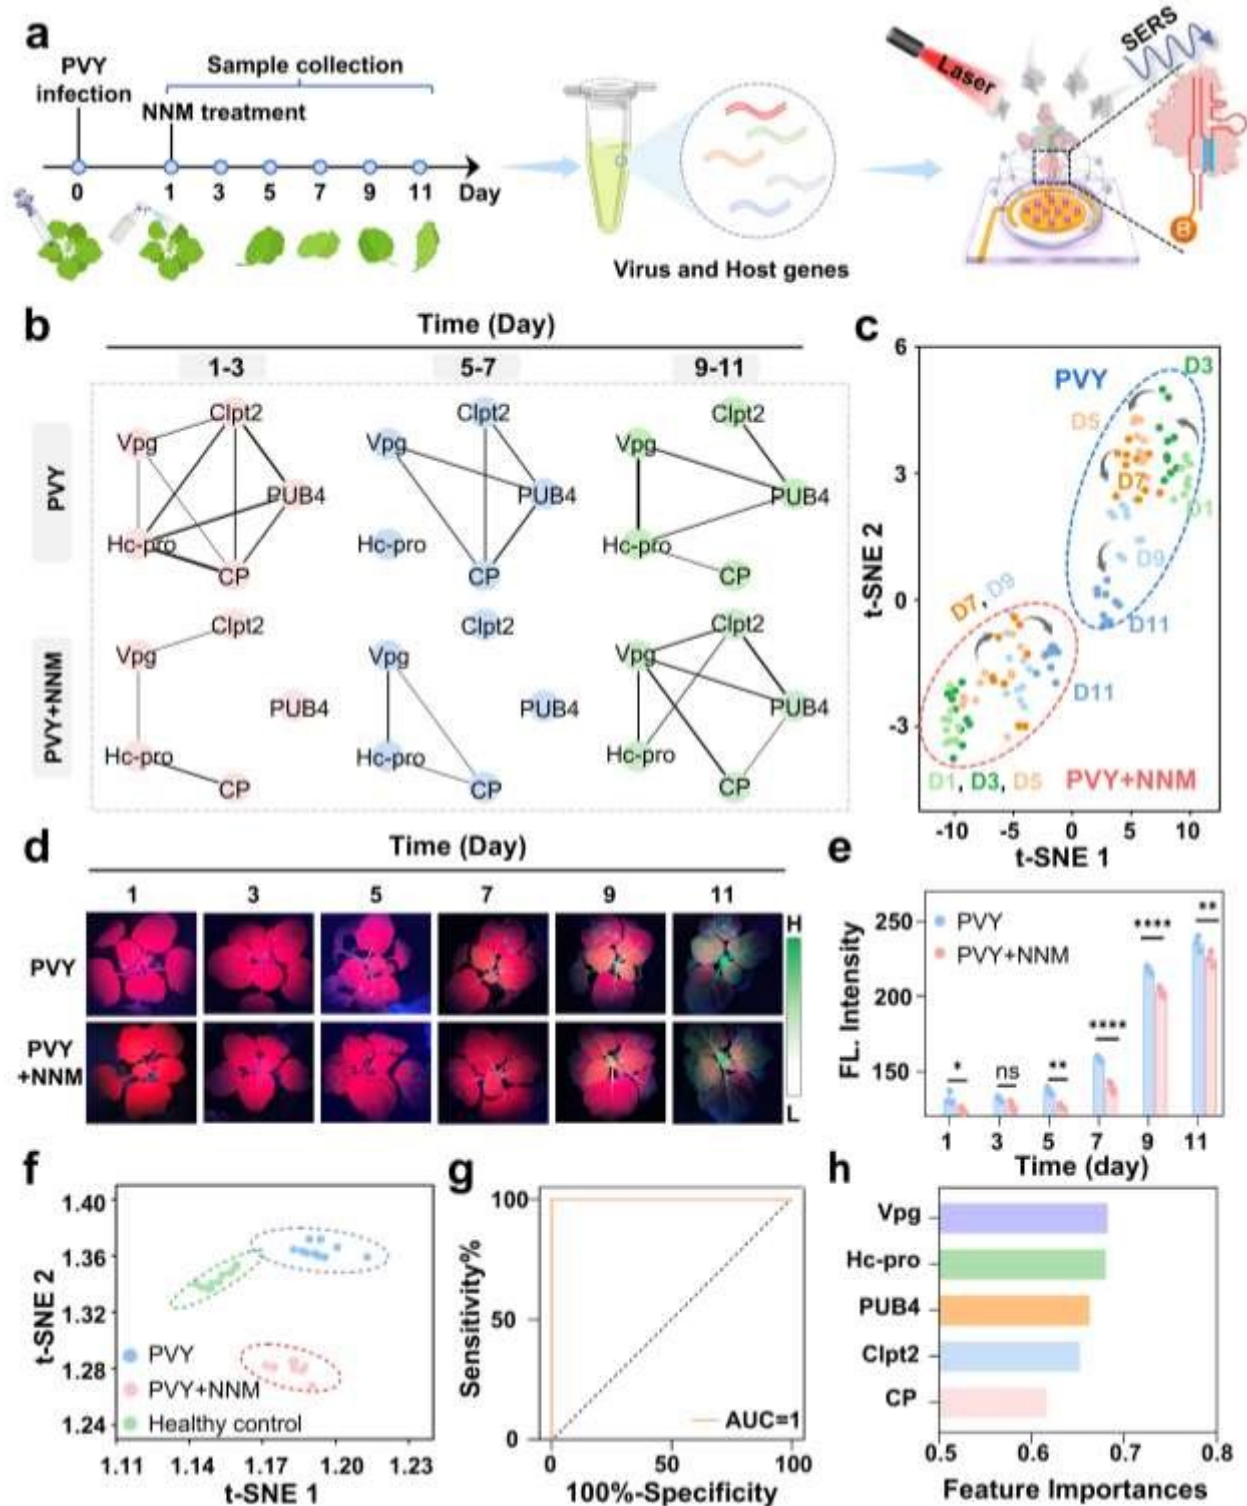 a
PVY
infection
Sample collection
NNM treatment
0 1 3 5 7 9 11 Day
Virus and Host genes
Laser
SERS
B
b
Time (Day)
1-3 5-7 9-11
PVY
Clpt2
Vpg
PUB4
Hc-pro
CP
Clpt2
Vpg
PUB4
Hc-pro
CP
Clpt2
Vpg
PUB4
Hc-pro
CP
PVY+NNM
Clpt2
Vpg
PUB4
Hc-pro
CP
Clpt2
Vpg
PUB4
Hc-pro
CP
Clpt2
Vpg
PUB4
Hc-pro
CP
c
6
3
0
-3
t-SNE 2
PVY
D3
D5
D7
D1
D9
D11
D7, D9
D11
D1, D3, D5
PVY+NNM
-10 -5 0 5 10
t-SNE 1
d
Time (Day)
1 3 5 7 9 11
PVY
PVY
+NNM
H
L
e
FL. Intensity
250
200
150
PVY
PVY+NNM
*
ns
**
****
****
**
1 3 5 7 9 11
Time (day)
f
t-SNE 2
1.40
1.36
1.32
1.28
1.24
PVY
PVY+NNM
Healthy control
1.11 1.14 1.17 1.20 1.23
t-SNE 1
g
Sensitivity%
100
50
0
AUC=1
0 50 100
100%-Specificity
h
Vpg
Hc-pro
PUB4
Clpt2
CP
0.5 0.6 0.7 0.8
Feature Importances